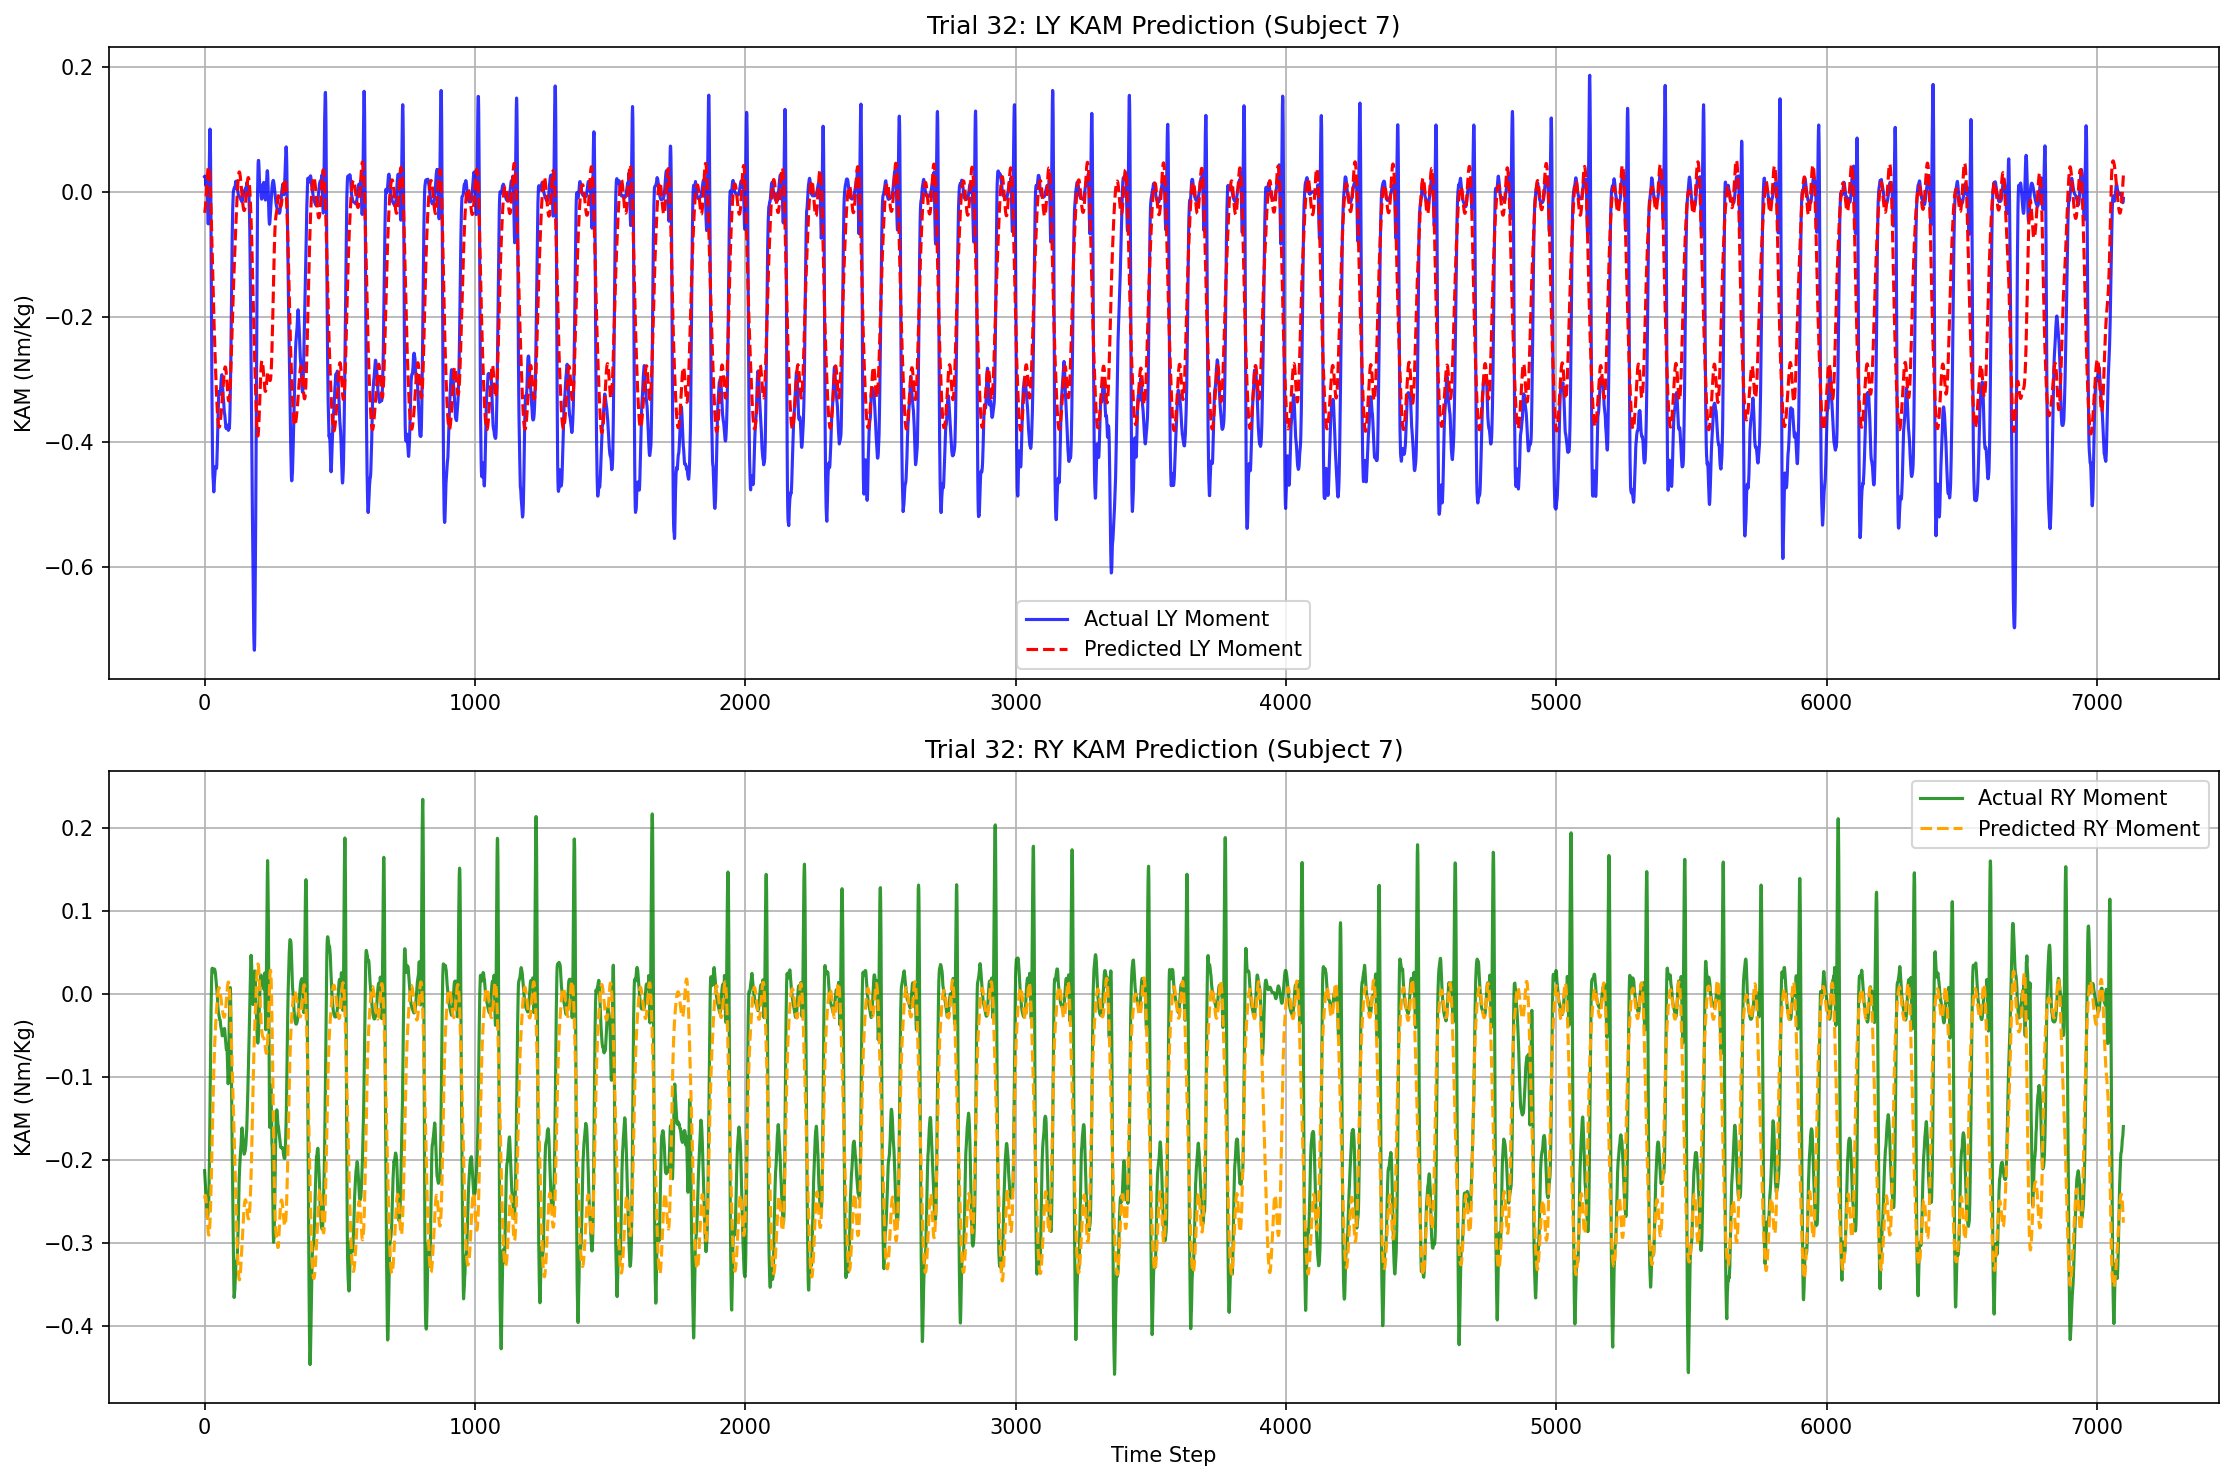 Trial 32: LY KAM Prediction (Subject 7)
KAM (Nm/Kg)
0.2
0.0
−0.2
−0.4
−0.6
Actual LY Moment
Predicted LY Moment
0 1000 2000 3000 4000 5000 6000 7000
Trial 32: RY KAM Prediction (Subject 7)
KAM (Nm/Kg)
0.2
0.1
0.0
−0.1
−0.2
−0.3
−0.4
Actual RY Moment
Predicted RY Moment
0 1000 2000 3000 4000 5000 6000 7000
Time Step